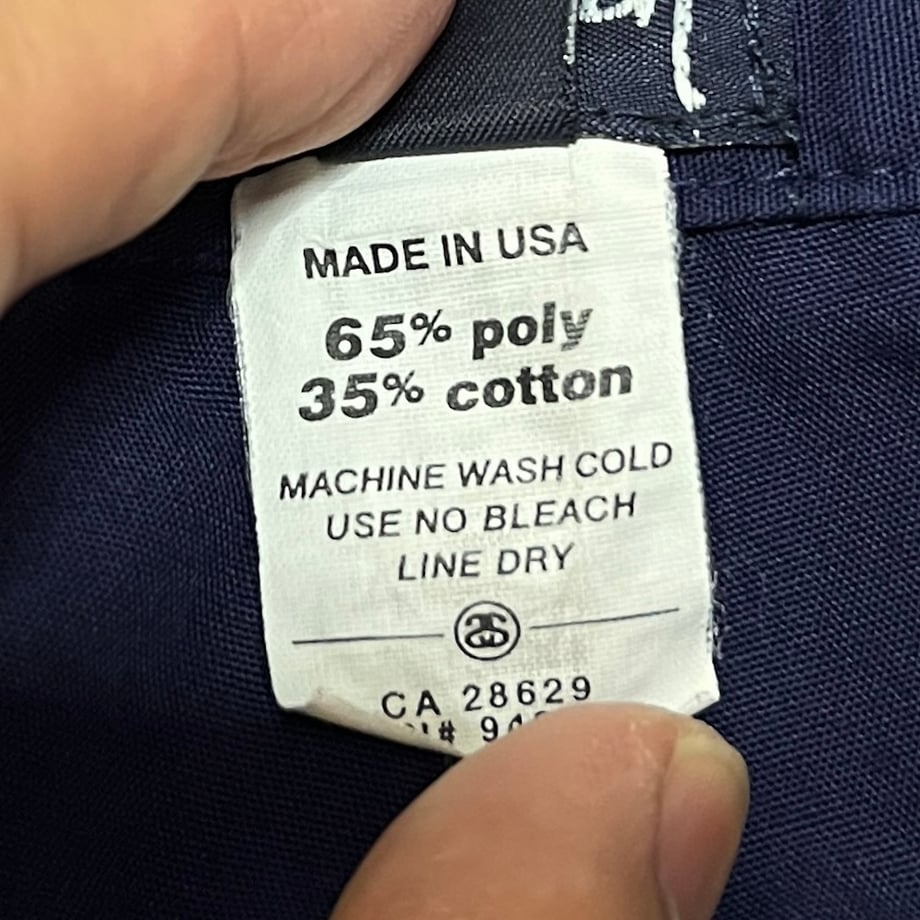 MADE IN USA
65% poly
35% cotton
MACHINE WASH COLD
USE NO BLEACH
LINE DRY
CA 28629